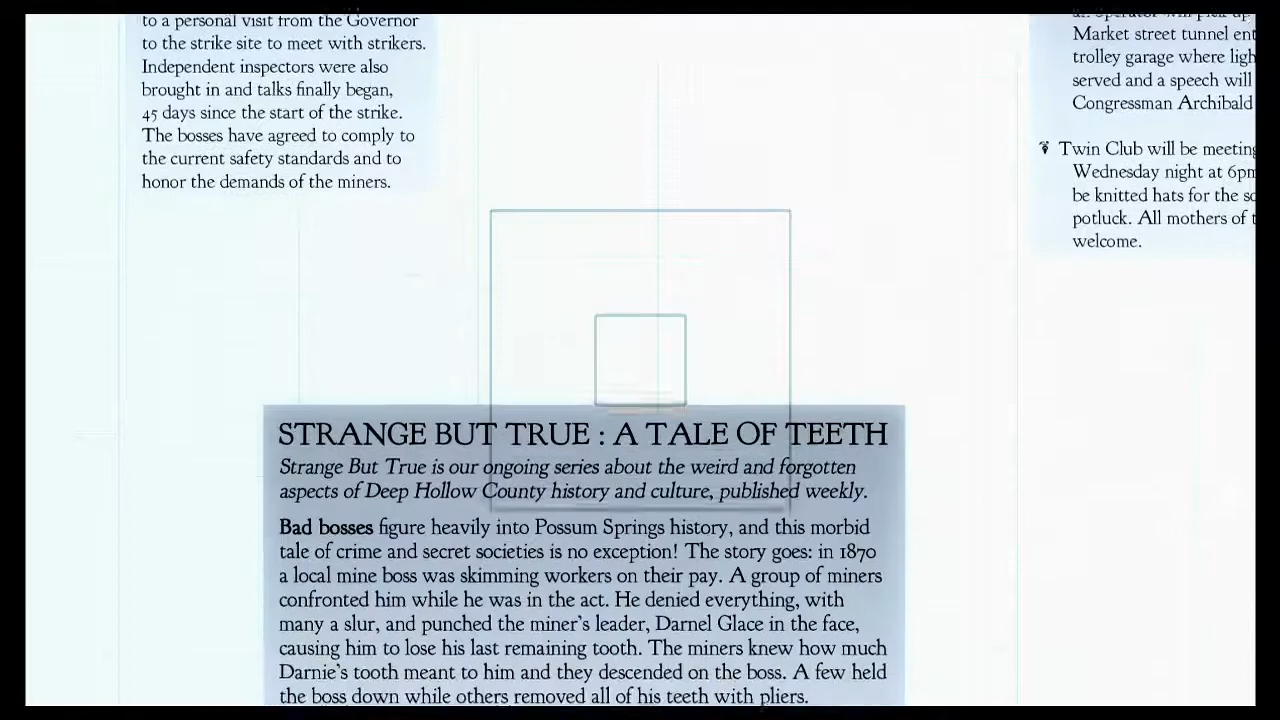 to a personal visit from the Governor
to the strike site to meet with strikers.
Independent inspectors were also
brought in and talks finally began,
45 days since the start of the strike.
The bosses have agreed to comply to
the current safety standards and to
honor the demands of the miners.
will pick up
Market street tunnel
trolley garage where
served and a speech will
Congressman Archibald
Twin Club will be meeting
Wednesday night at 6pm
be knitted hats for the
potluck. All mothers of
welcome.
STRANGE BUT TRUE : A TALE OF TEETH
Strange But True is our ongoing series about the weird and forgotten
aspects of Deep Hollow County history and culture, published weekly.
Bad bosses figure heavily into Possum Springs history, and this morbid
tale of crime and secret societies is no exception! The story goes: in 1870
a local mine boss was skimming workers on their pay. A group of miners
confronted him while he was in the act. He denied everything, with
many a slur, and punched the miner's leader, Darnel Glace in the face,
causing him to lose his last remaining tooth. The miners knew how much
Darnie's tooth meant to him and they descended on the boss. A few held
the boss down while others removed all of his teeth with pliers.